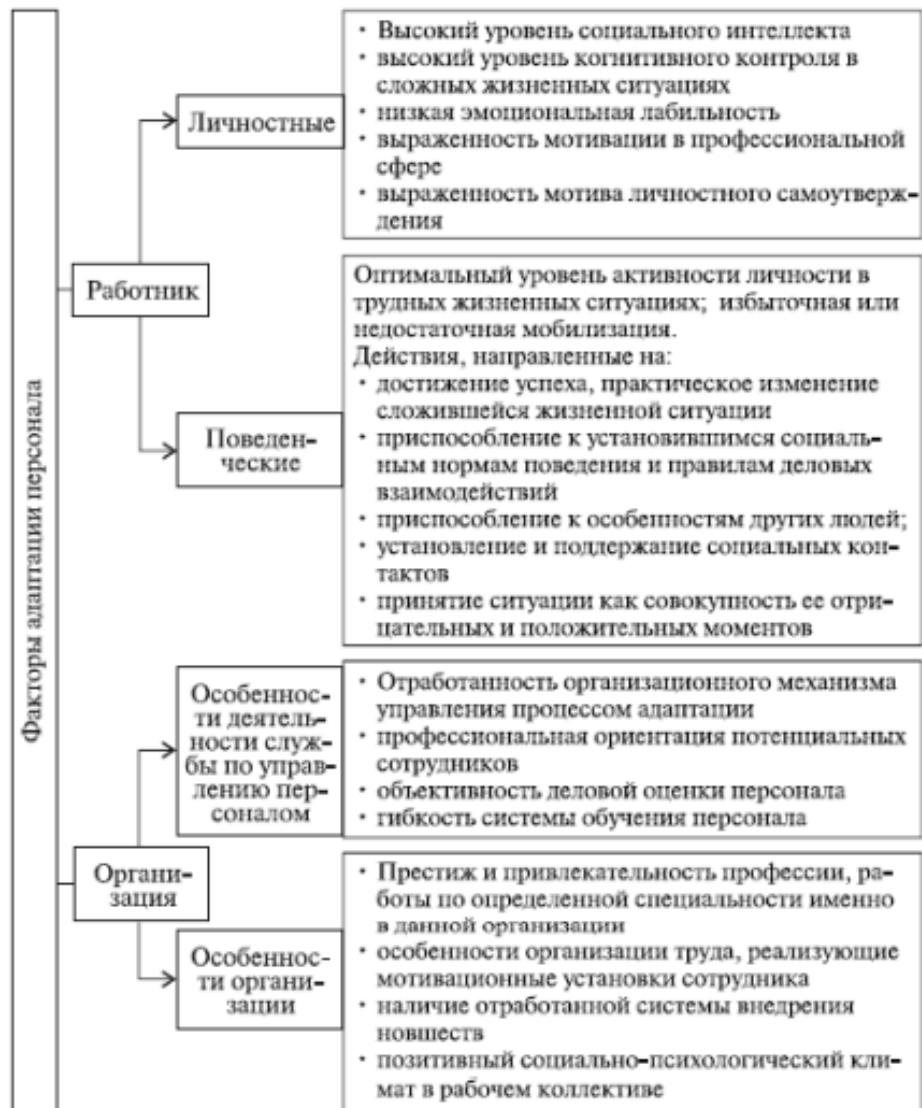 Факторы адаптации персонала
Работник
Личностные
• Высокий уровень социального интеллекта
• высокий уровень когнитивного контроля в
сложных жизненных ситуациях
• низкая эмоциональная лабильность
• выраженность мотивации в профессиональной
сфере
• выраженность мотива личностного самоутверж-
дения
Поведен-
ческие
Оптимальный уровень активности личности в
трудных жизненных ситуациях; избыточная или
недостаточная мобилизация.
Действия, направленные на:
• достижение успеха, практическое изменение
сложившейся жизненной ситуации
• приспособление к установившимся социаль-
ным нормам поведения и правилам деловых
взаимодействий
• приспособление к особенностям других людей;
• установление и поддержание социальных кон-
тактов
• принятие ситуации как совокупность ее отри-
цательных и положительных моментов
Органи-
зация
Особеннос-
ти деятель-
ности служ-
бы по управ-
лению пер-
соналом
• Отработанность организационного механизма
управления процессом адаптации
• профессиональная ориентация потенциальных
сотрудников
• объективность деловой оценки персонала
• гибкость системы обучения персонала
Особеннос-
ти органи-
зации
• Престиж и привлекательность профессии, ра-
боты по определенной специальности именно
в данной организации
• особенности организации труда, реализующие
мотивационные установки сотрудника
• наличие отработанной системы внедрения
новшеств
• позитивный социально-психологический кли-
мат в рабочем коллективе